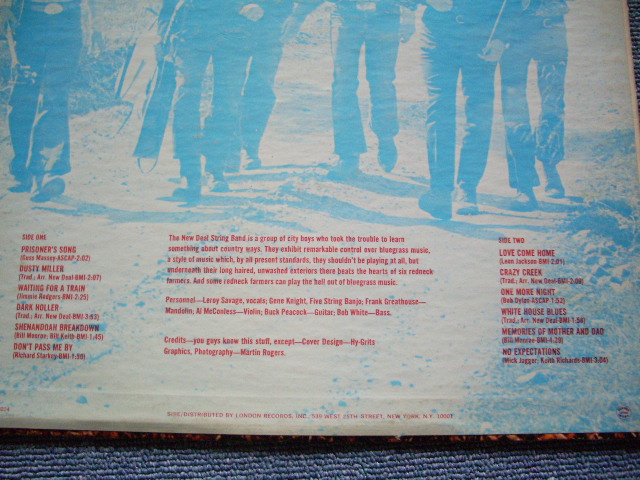 SIDE ONE
PRISONER'S SONG
(Guss Massey-ASCAP-2:02)
DUSTY MILLER
(Trad.; Arr. New Deal-BMI-2:07)
WAITING FOR A TRAIN
(Jimmie Rodgers-BMI-2:25)
DARK HOLLER
(Trad.; Arr. New Deal-BMI-3:03)
SHENANDOAH BREAKDOWN
(Bill Monroe; Bill Keith-BMI-1:45)
DON'T PASS ME BY
(Richard Starkey-BMI-1:59)
The New Deal String Band is a group of city boys who took the trouble to learn
something about country ways. They exhibit remarkable control over bluegrass music,
a style of music which, by all present standards, they shouldn't be playing at all, but
underneath their long haired, unwashed exteriors there beats the hearts of six redneck
farmers. And some redneck farmers can play the hell out of bluegrass music.
Personnel—Leroy Savage, vocals; Gene Knight, Five String Banjo; Frank Greathouse—
Mandolin; Al McConless—Violin; Buck Peacock—Guitar; Bob White—Bass.
Credits—you guys know this stuff, except—Cover Design—Hy-Grits
Graphics, Photography—Martin Rogers.
SIDE TWO
LOVE COME HOME
(Leon Jackson-BMI-2:01)
CRAZY CREEK
(Trad.; Arr. New Deal-BMI-2:08)
ONE MORE NIGHT
(Bob Dylan-ASCAP-1:52)
WHITE HOUSE BLUES
(Trad.; Arr. New Deal-BMI-1:56)
MEMORIES OF MOTHER AND DAD
(Bill Monroe-BMI-4:20)
NO EXPECTATIONS
(Mick Jagger; Keith Richards-BMI-3:04)
DISTRIBUTED BY LONDON RECORDS, INC., 539 WEST 25TH STREET, NEW YORK, N.Y. 10001